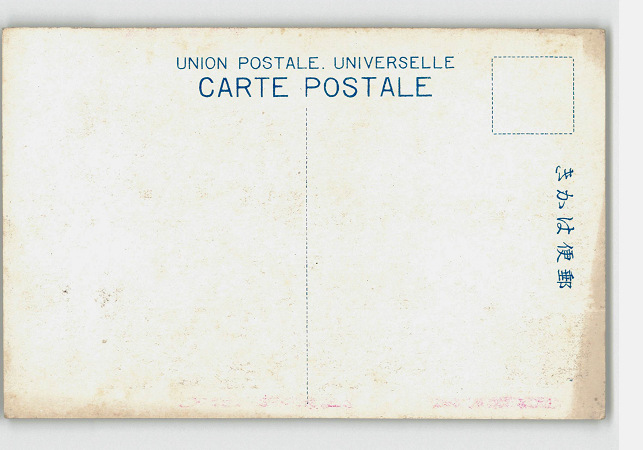 UNION POSTALE. UNIVERSELLE
CARTE POSTALE
郵便はかき